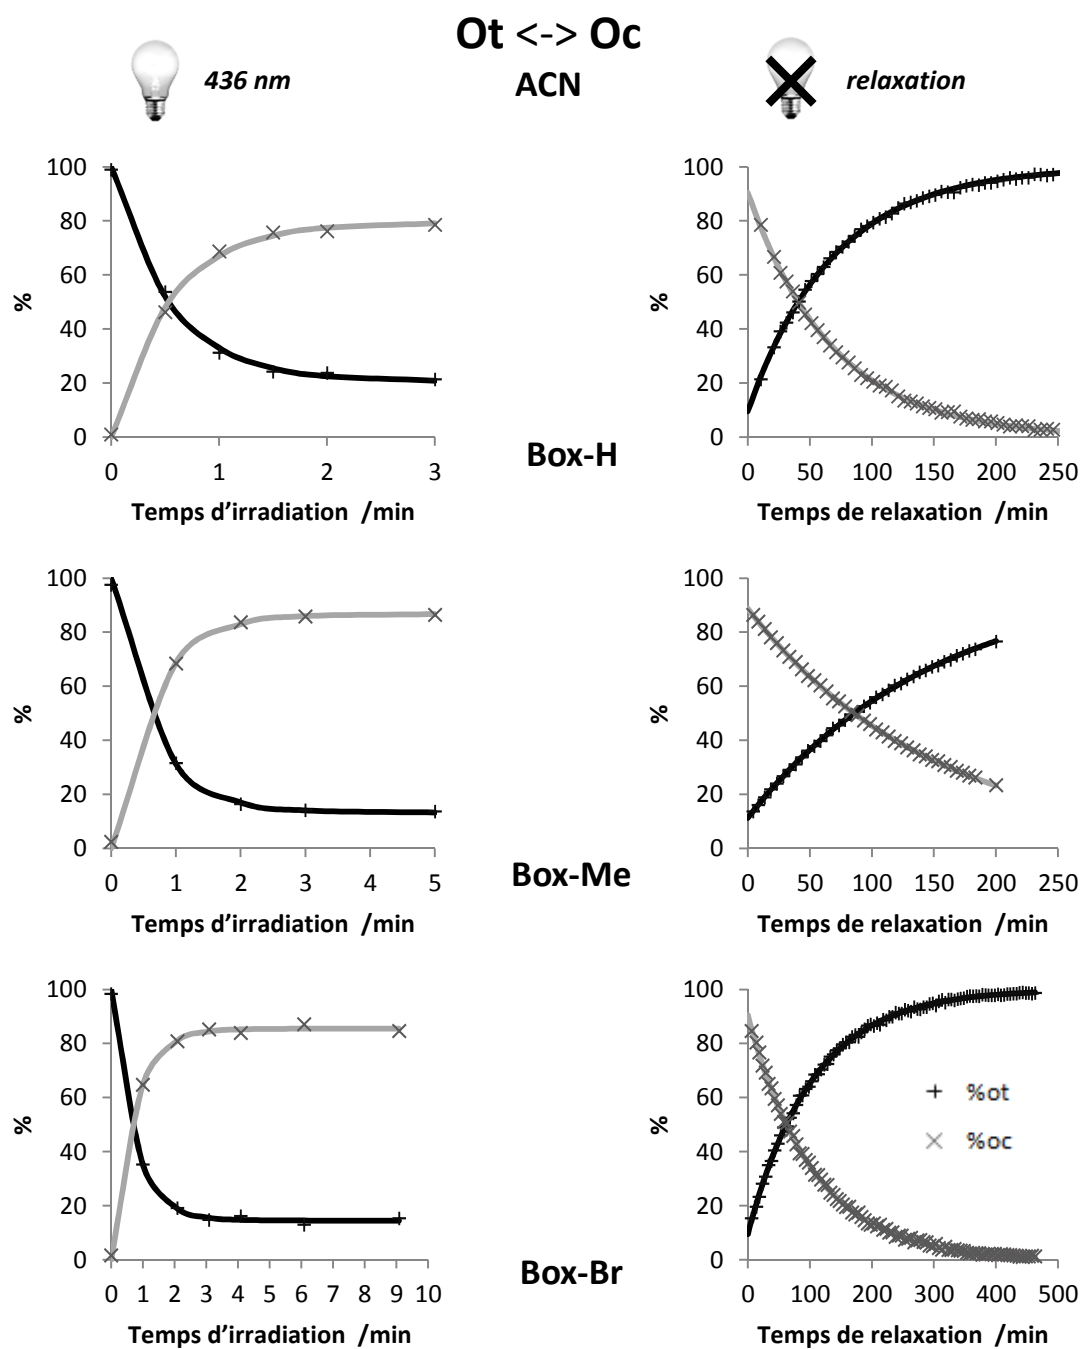 Ot <-> Oc
436 nm
ACN
relaxation
100
80
60
40
20
0
%
0 1 2 3
Temps d’irradiation /min
100
80
60
40
20
0
%
0 50 100 150 200 250
Temps de relaxation /min
Box-H
100
80
60
40
20
0
%
0 1 2 3 4 5
Temps d’irradiation /min
100
80
60
40
20
0
%
0 50 100 150 200 250
Temps de relaxation /min
Box-Me
100
80
60
40
20
0
%
0 1 2 3 4 5 6 7 8 9 10
Temps d’irradiation /min
100
80
60
40
20
0
%
%ot
%oc
0 100 200 300 400 500
Temps de relaxation /min
Box-Br